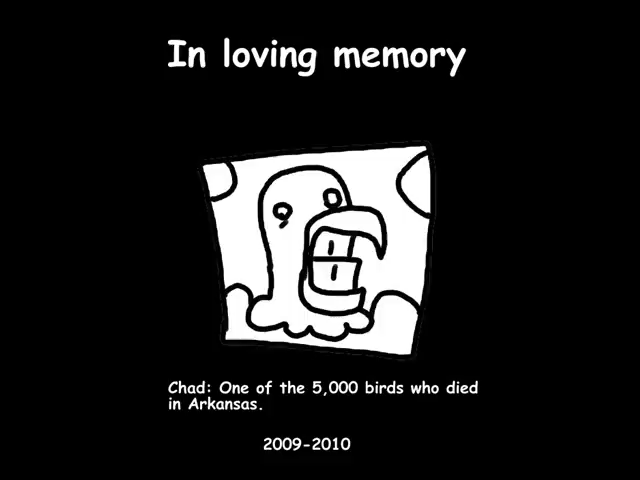 In loving memory
Chad: One of the 5,000 birds who died
in Arkansas.
2009-2010